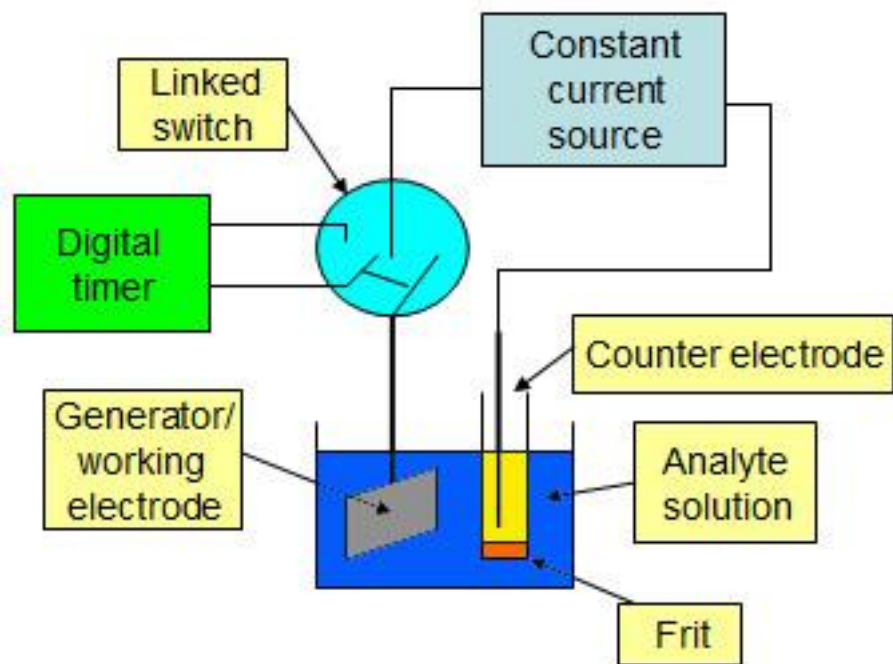 Linked
switch
Constant
current
source
Digital
timer
Counter electrode
Generator/
working
electrode
Analyte
solution
Frit